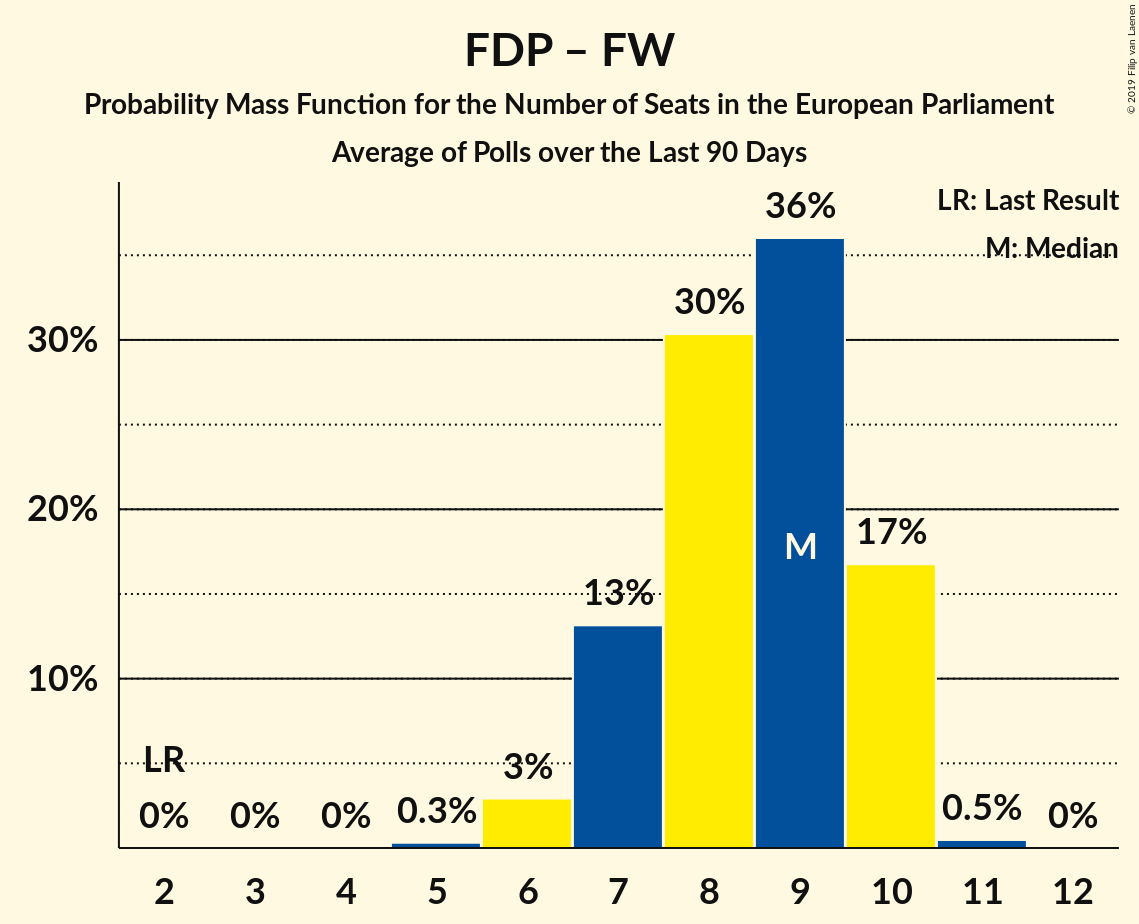 FDP – FW
Probability Mass Function for the Number of Seats in the European Parliament
Average of Polls over the Last 90 Days
© 2019 Filip van Laenen
LR: Last Result
M: Median
36%
30%
30%
20%
M
17%
13%
10%
LR
3%
0%
0%
0%
0.3%
0.5%
0%
2 3 4 5 6 7 8 9 10 11 12